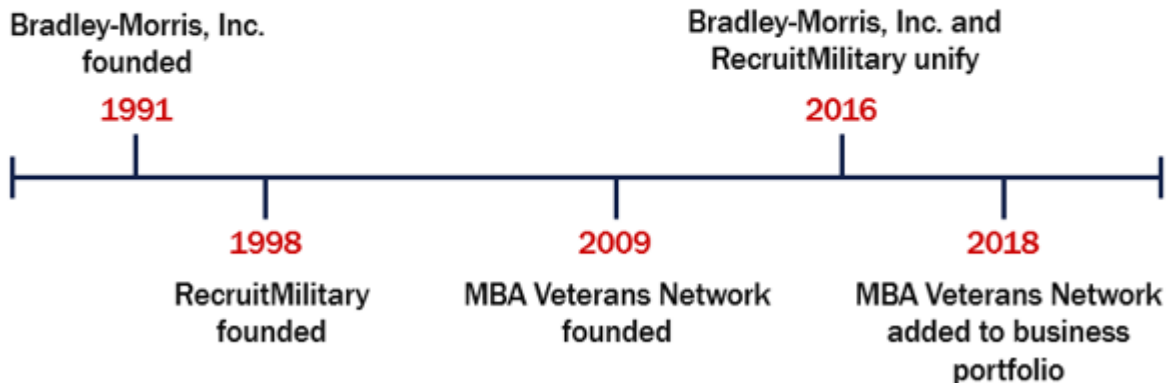 Bradley-Morris, Inc.
founded
1991
Bradley-Morris, Inc. and
RecruitMilitary unify
2016
1998
RecruitMilitary
founded
2009
MBA Veterans Network
founded
2018
MBA Veterans Network
added to business
portfolio